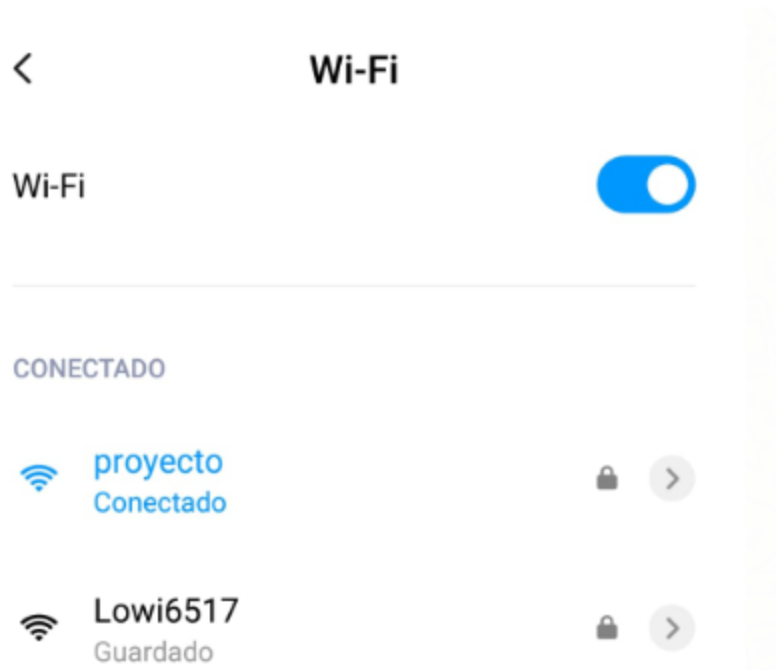 Wi-Fi
Wi-Fi
CONECTADO
proyecto
Conectado
Lowi6517
Guardado